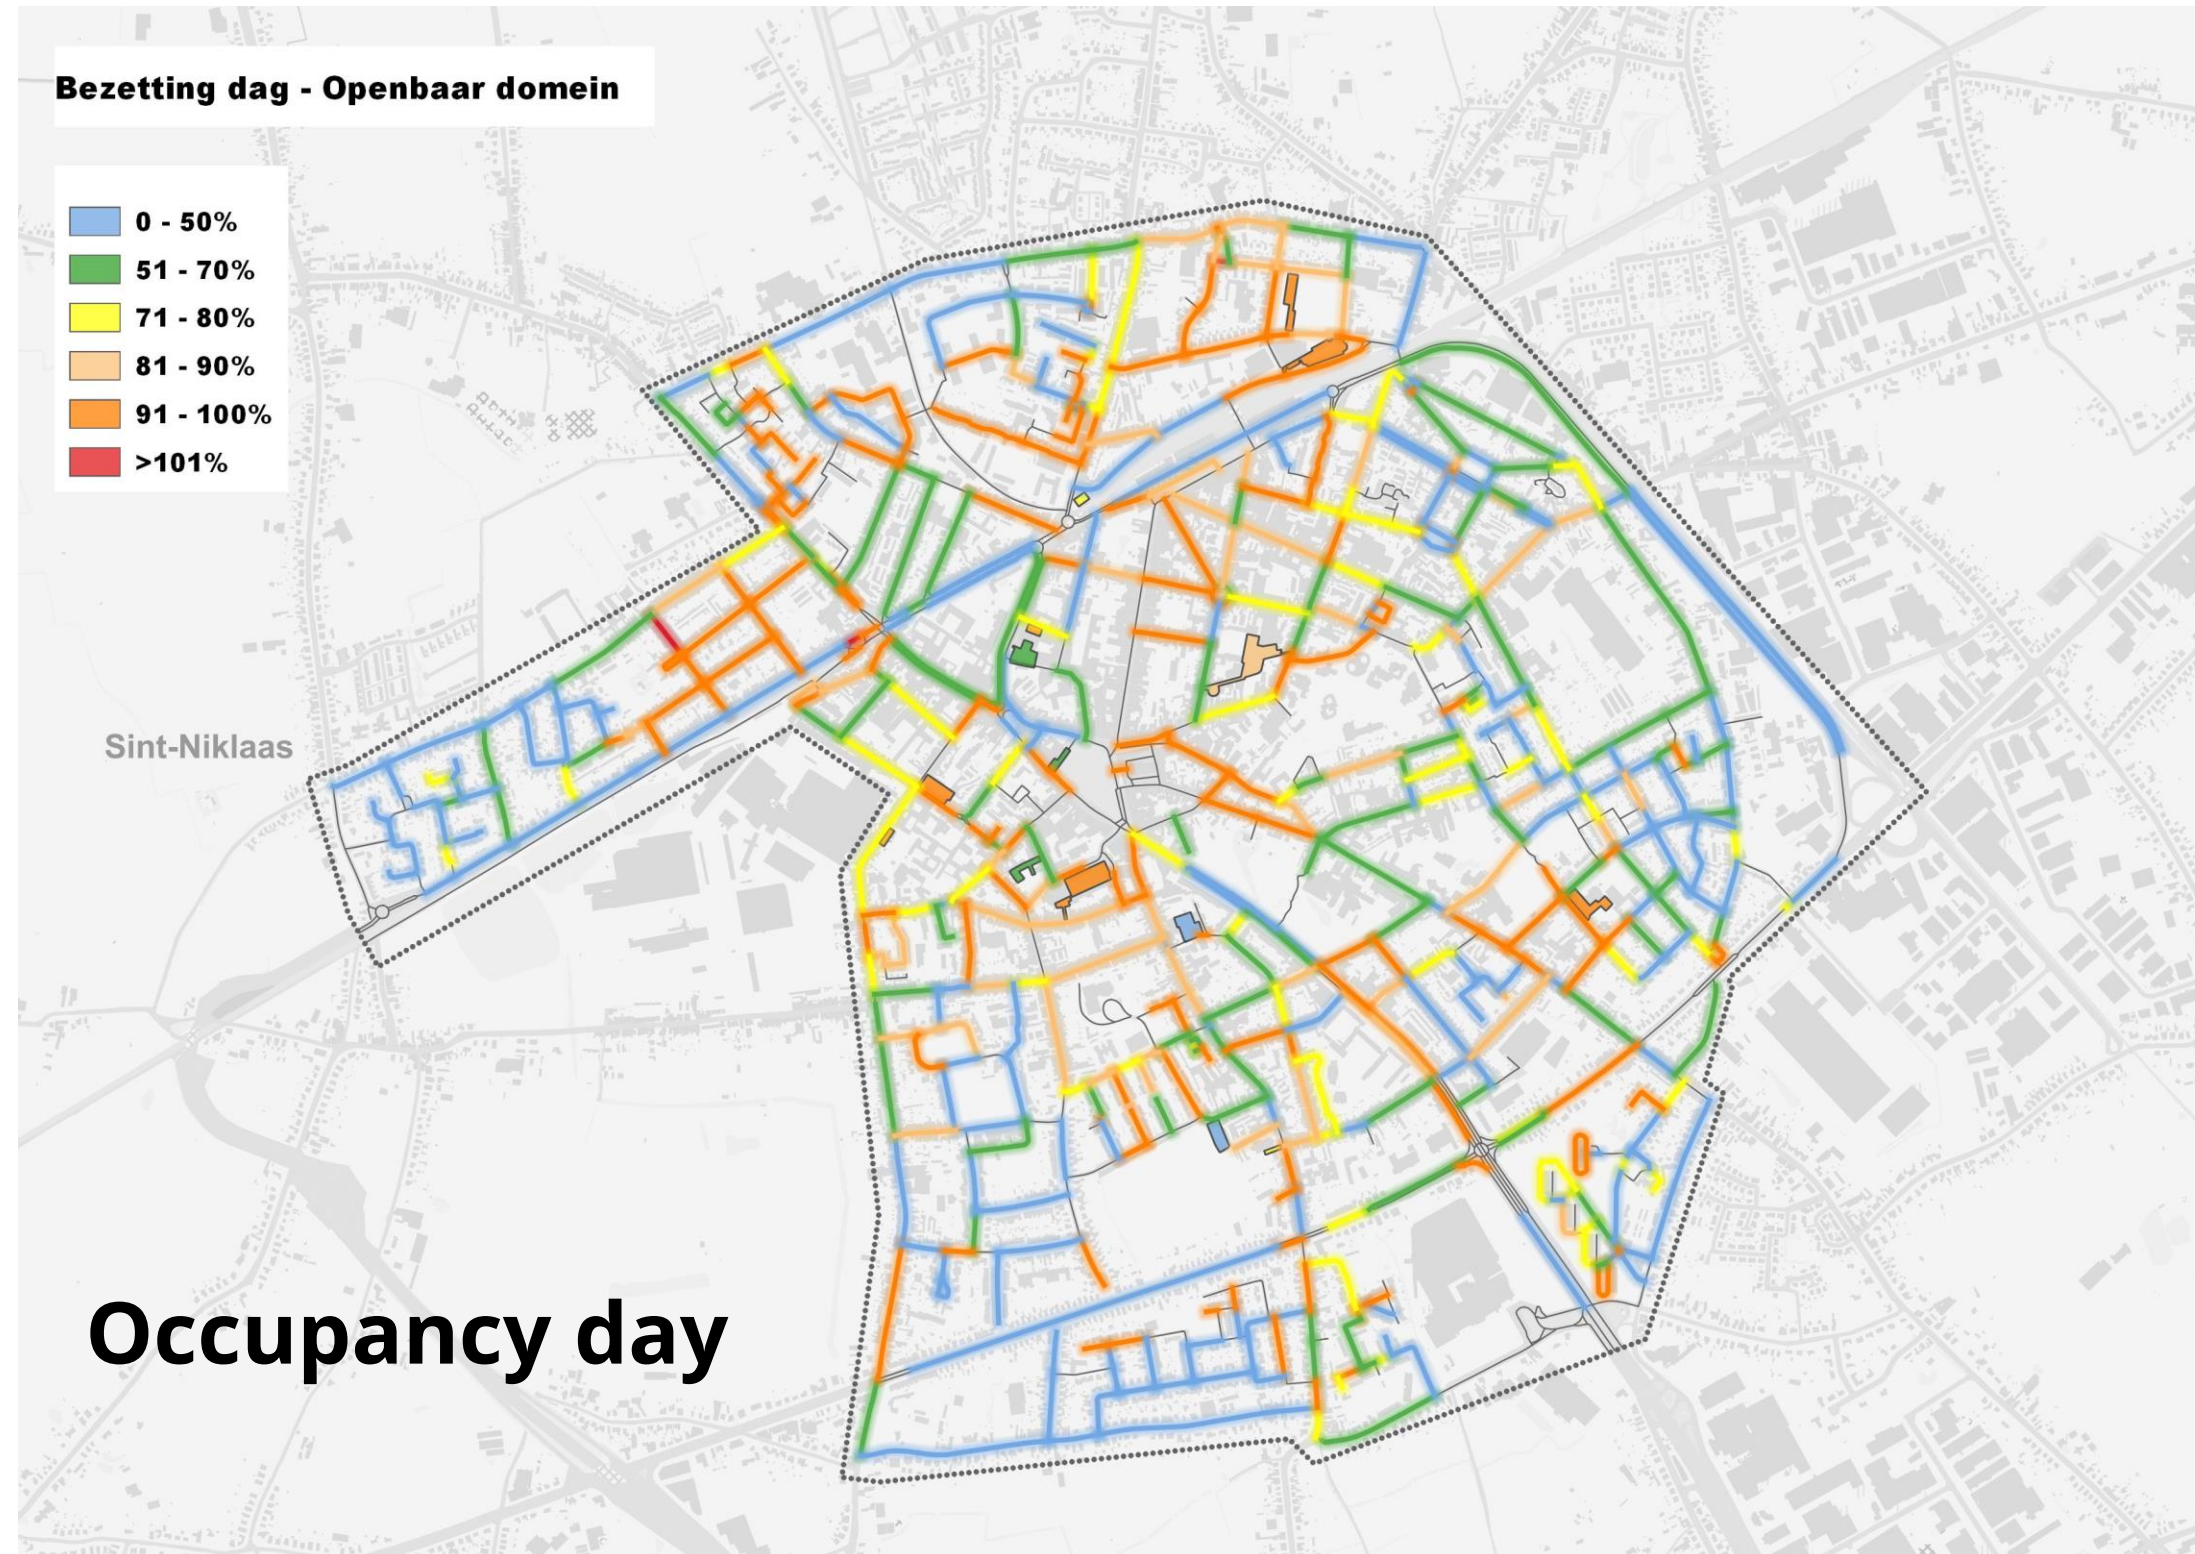 Bezetting dag - Openbaar domein
0 - 50%
51 - 70%
71 - 80%
81 - 90%
91 - 100%
>101%
Sint-Niklaas
Occupancy day